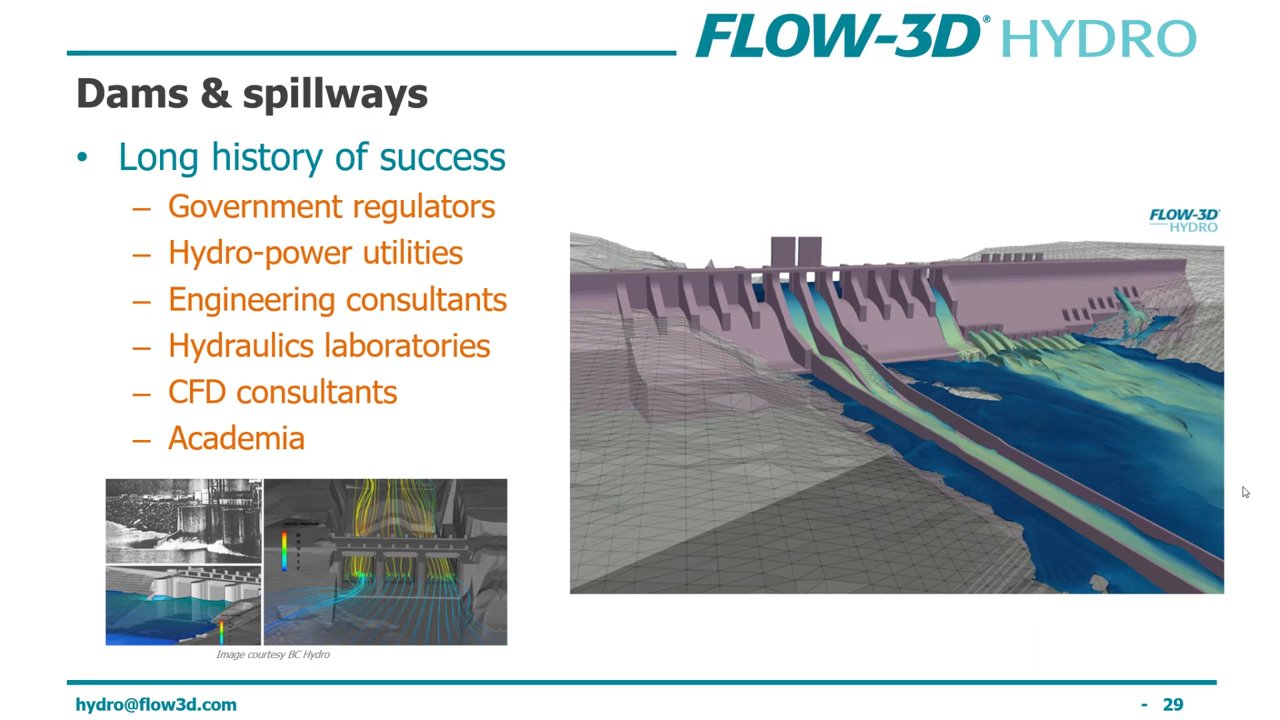 FLOW-3D® HYDRO
Dams & spillways
• Long history of success
– Government regulators
– Hydro-power utilities
– Engineering consultants
– Hydraulics laboratories
– CFD consultants
– Academia
FLOW-3D®
HYDRO
Image courtesy BC Hydro
hydro@flow3d.com
- 29